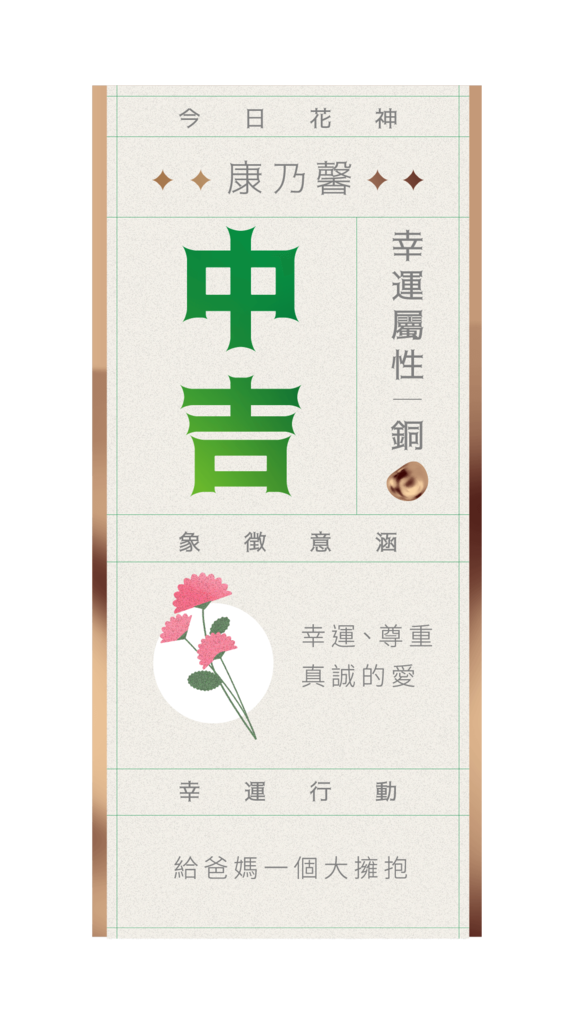 今日花神
康乃馨
中吉
幸運屬性｜銅
象徵意涵
幸運、尊重
真誠的愛
幸運行動
給爸媽一個大擁抱